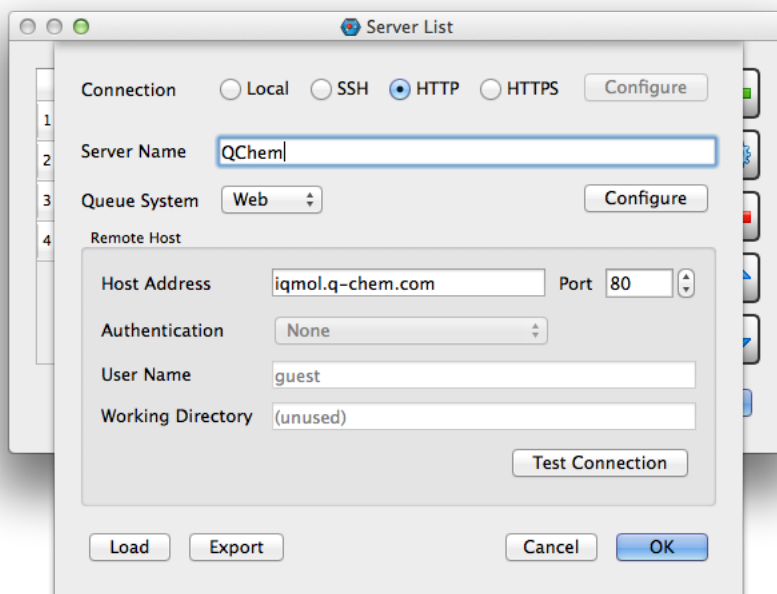 Server List
Connection Local SSH HTTP HTTPS Configure
1
Server Name QChem
2
3
Queue System Web Configure
4
Remote Host
Host Address iqmol.q-chem.com Port 80
Authentication None
User Name guest
Working Directory (unused)
Test Connection
Load Export Cancel OK